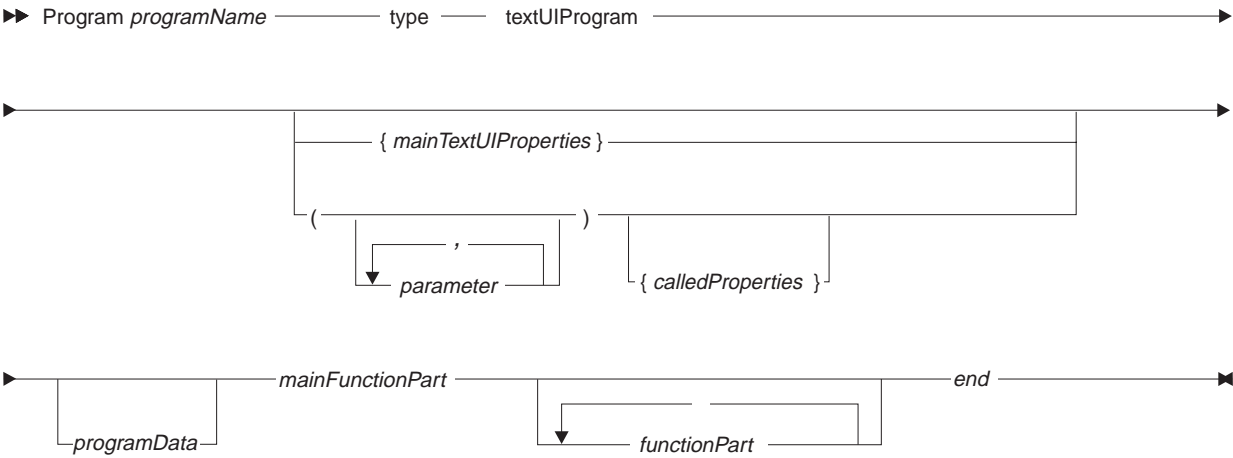 Program programName type textUIProgram
{ mainTextUIProperties }
( )
,
parameter
{ calledProperties }
mainFunctionPart end
programData functionPart